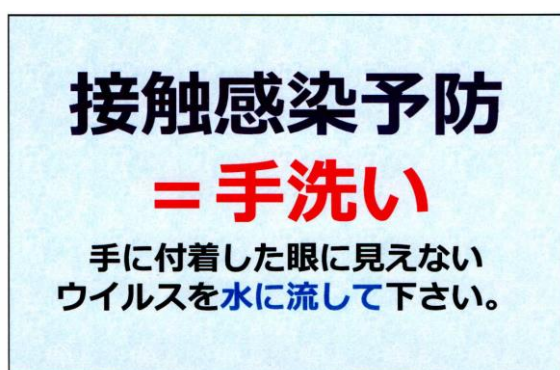 接触感染予防
＝手洗い
手に付着した眼に見えない
ウイルスを水に流して下さい。